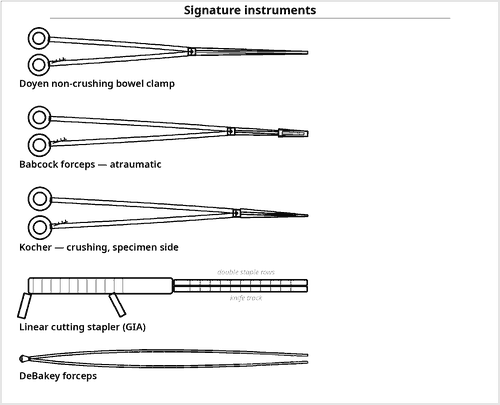 Signature instruments
Doyen non-crushing bowel clamp
Babcock forceps — atraumatic
Kocher — crushing, specimen side
double staple rows
knife track
Linear cutting stapler (GIA)
DeBakey forceps